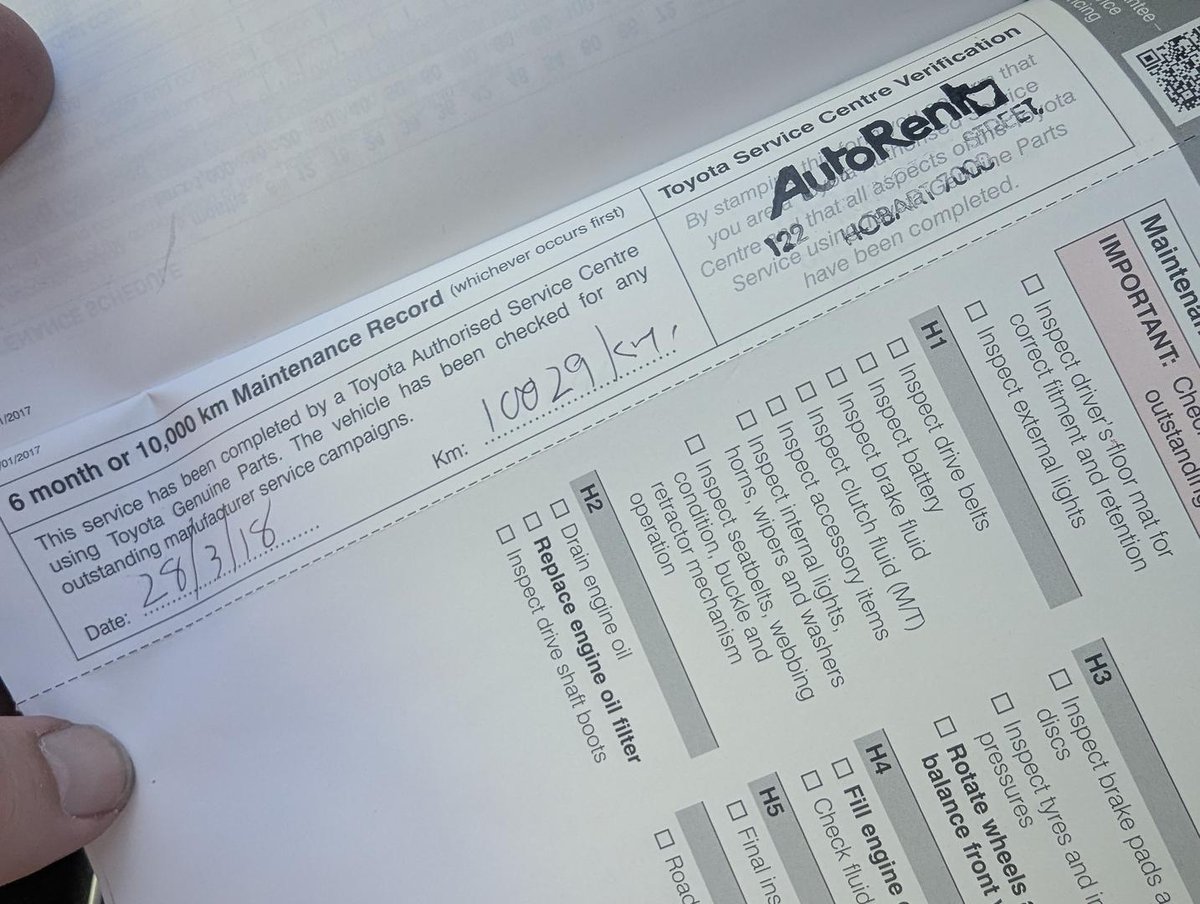 6 month or 10,000 km Maintenance Record (whichever occurs first)
This service has been completed by a Toyota Authorised Service Centre
using Toyota Genuine Parts. The vehicle has been checked for any
outstanding manufacturer service campaigns.
Date: 28/3/18
Km: 10029 km.
Toyota Service Centre Verification
By stamping that
you are
Centre and that all aspects of the Toyota
Service using Genuine Parts
have been completed.
AutoRent
STREET,
122 HOBART, 7000
/01/2017
1/2017
IMPORTANT:
outstanding
Inspect driver's floor mat for
correct fitment and retention
Inspect external lights
H1
Inspect drive belts
Inspect battery
Inspect brake fluid
Inspect clutch fluid (M/T)
Inspect accessory items
Inspect internal lights,
horns, wipers and washers
Inspect seatbelts, webbing
condition, buckle and
retractor mechanism
operation
H2
Drain engine oil
Replace engine oil filter
Inspect drive shaft boots
H3
Inspect brake pads
discs
Inspect tyres and
pressures
Rotate wheels
balance front
H4
Fill engine
Check fluid
H5
Final
Road